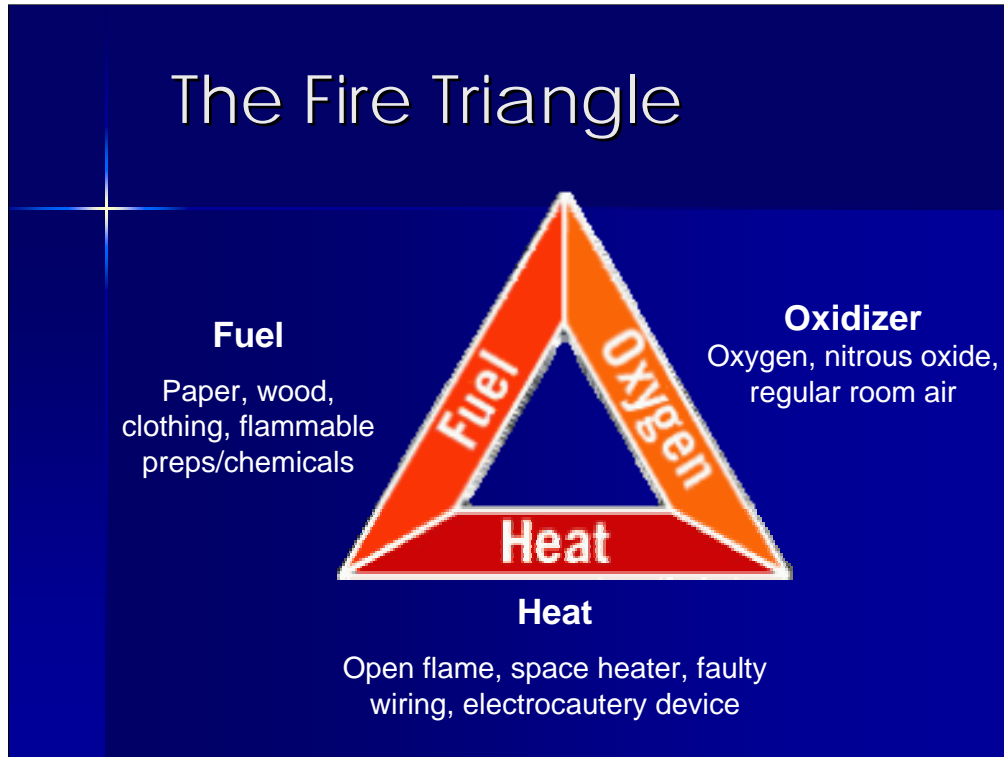 The Fire Triangle
Fuel
Paper, wood,
clothing, flammable
preps/chemicals
Fuel
Oxygen
Heat
Oxidizer
Oxygen, nitrous oxide,
regular room air
Heat
Open flame, space heater, faulty
wiring, electrocautery device